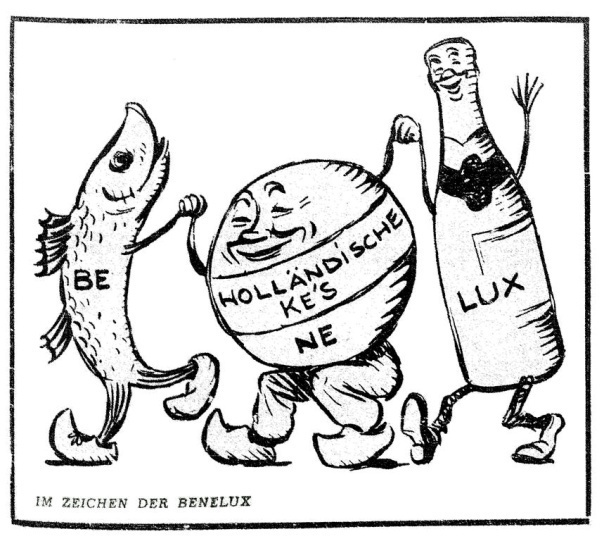 BE
HOLLÄNDISCHE
KE'S
NE
LUX
IM ZEICHEN DER BENELUX